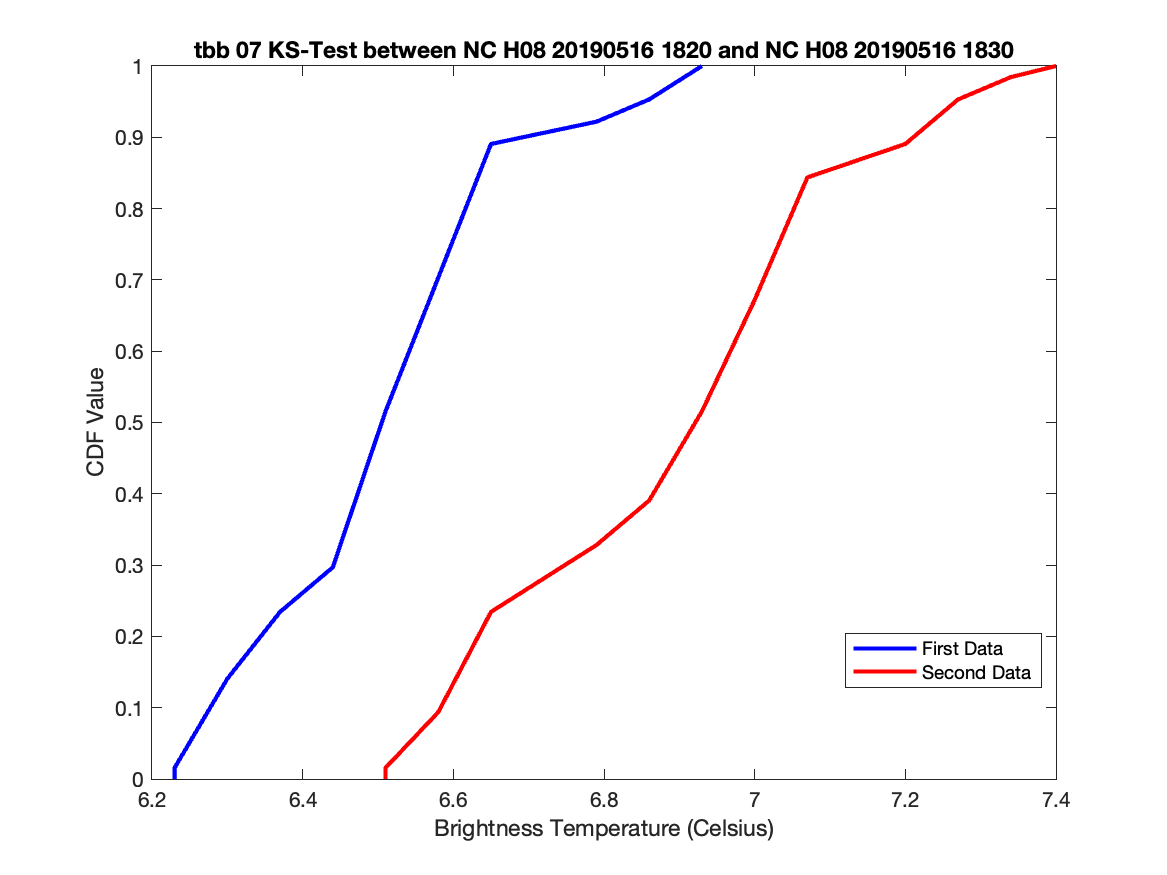 tbb 07 KS-Test between NC H08 20190516 1820 and NC H08 20190516 1830
1
0.9
0.8
0.7
0.6
0.5
0.4
0.3
0.2
0.1
0
CDF Value
First Data
Second Data
6.2 6.4 6.6 6.8 7 7.2 7.4
Brightness Temperature (Celsius)